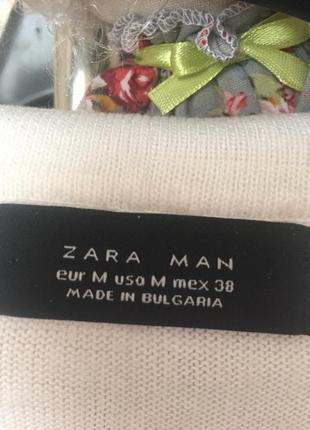 ZARA MAN
eur M usa M mex 38
MADE IN BULGARIA